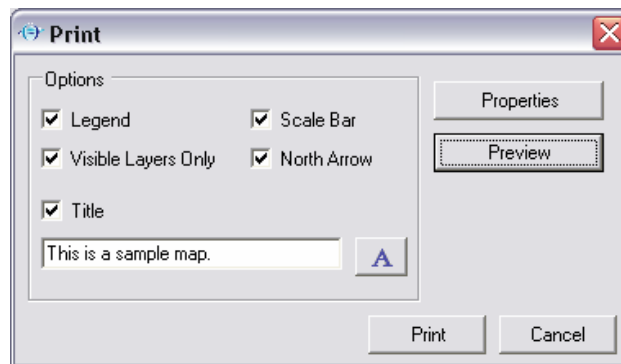 Print
Options
Legend
Scale Bar
Properties
Visible Layers Only
North Arrow
Preview
Title
This is a sample map.
A
Print
Cancel